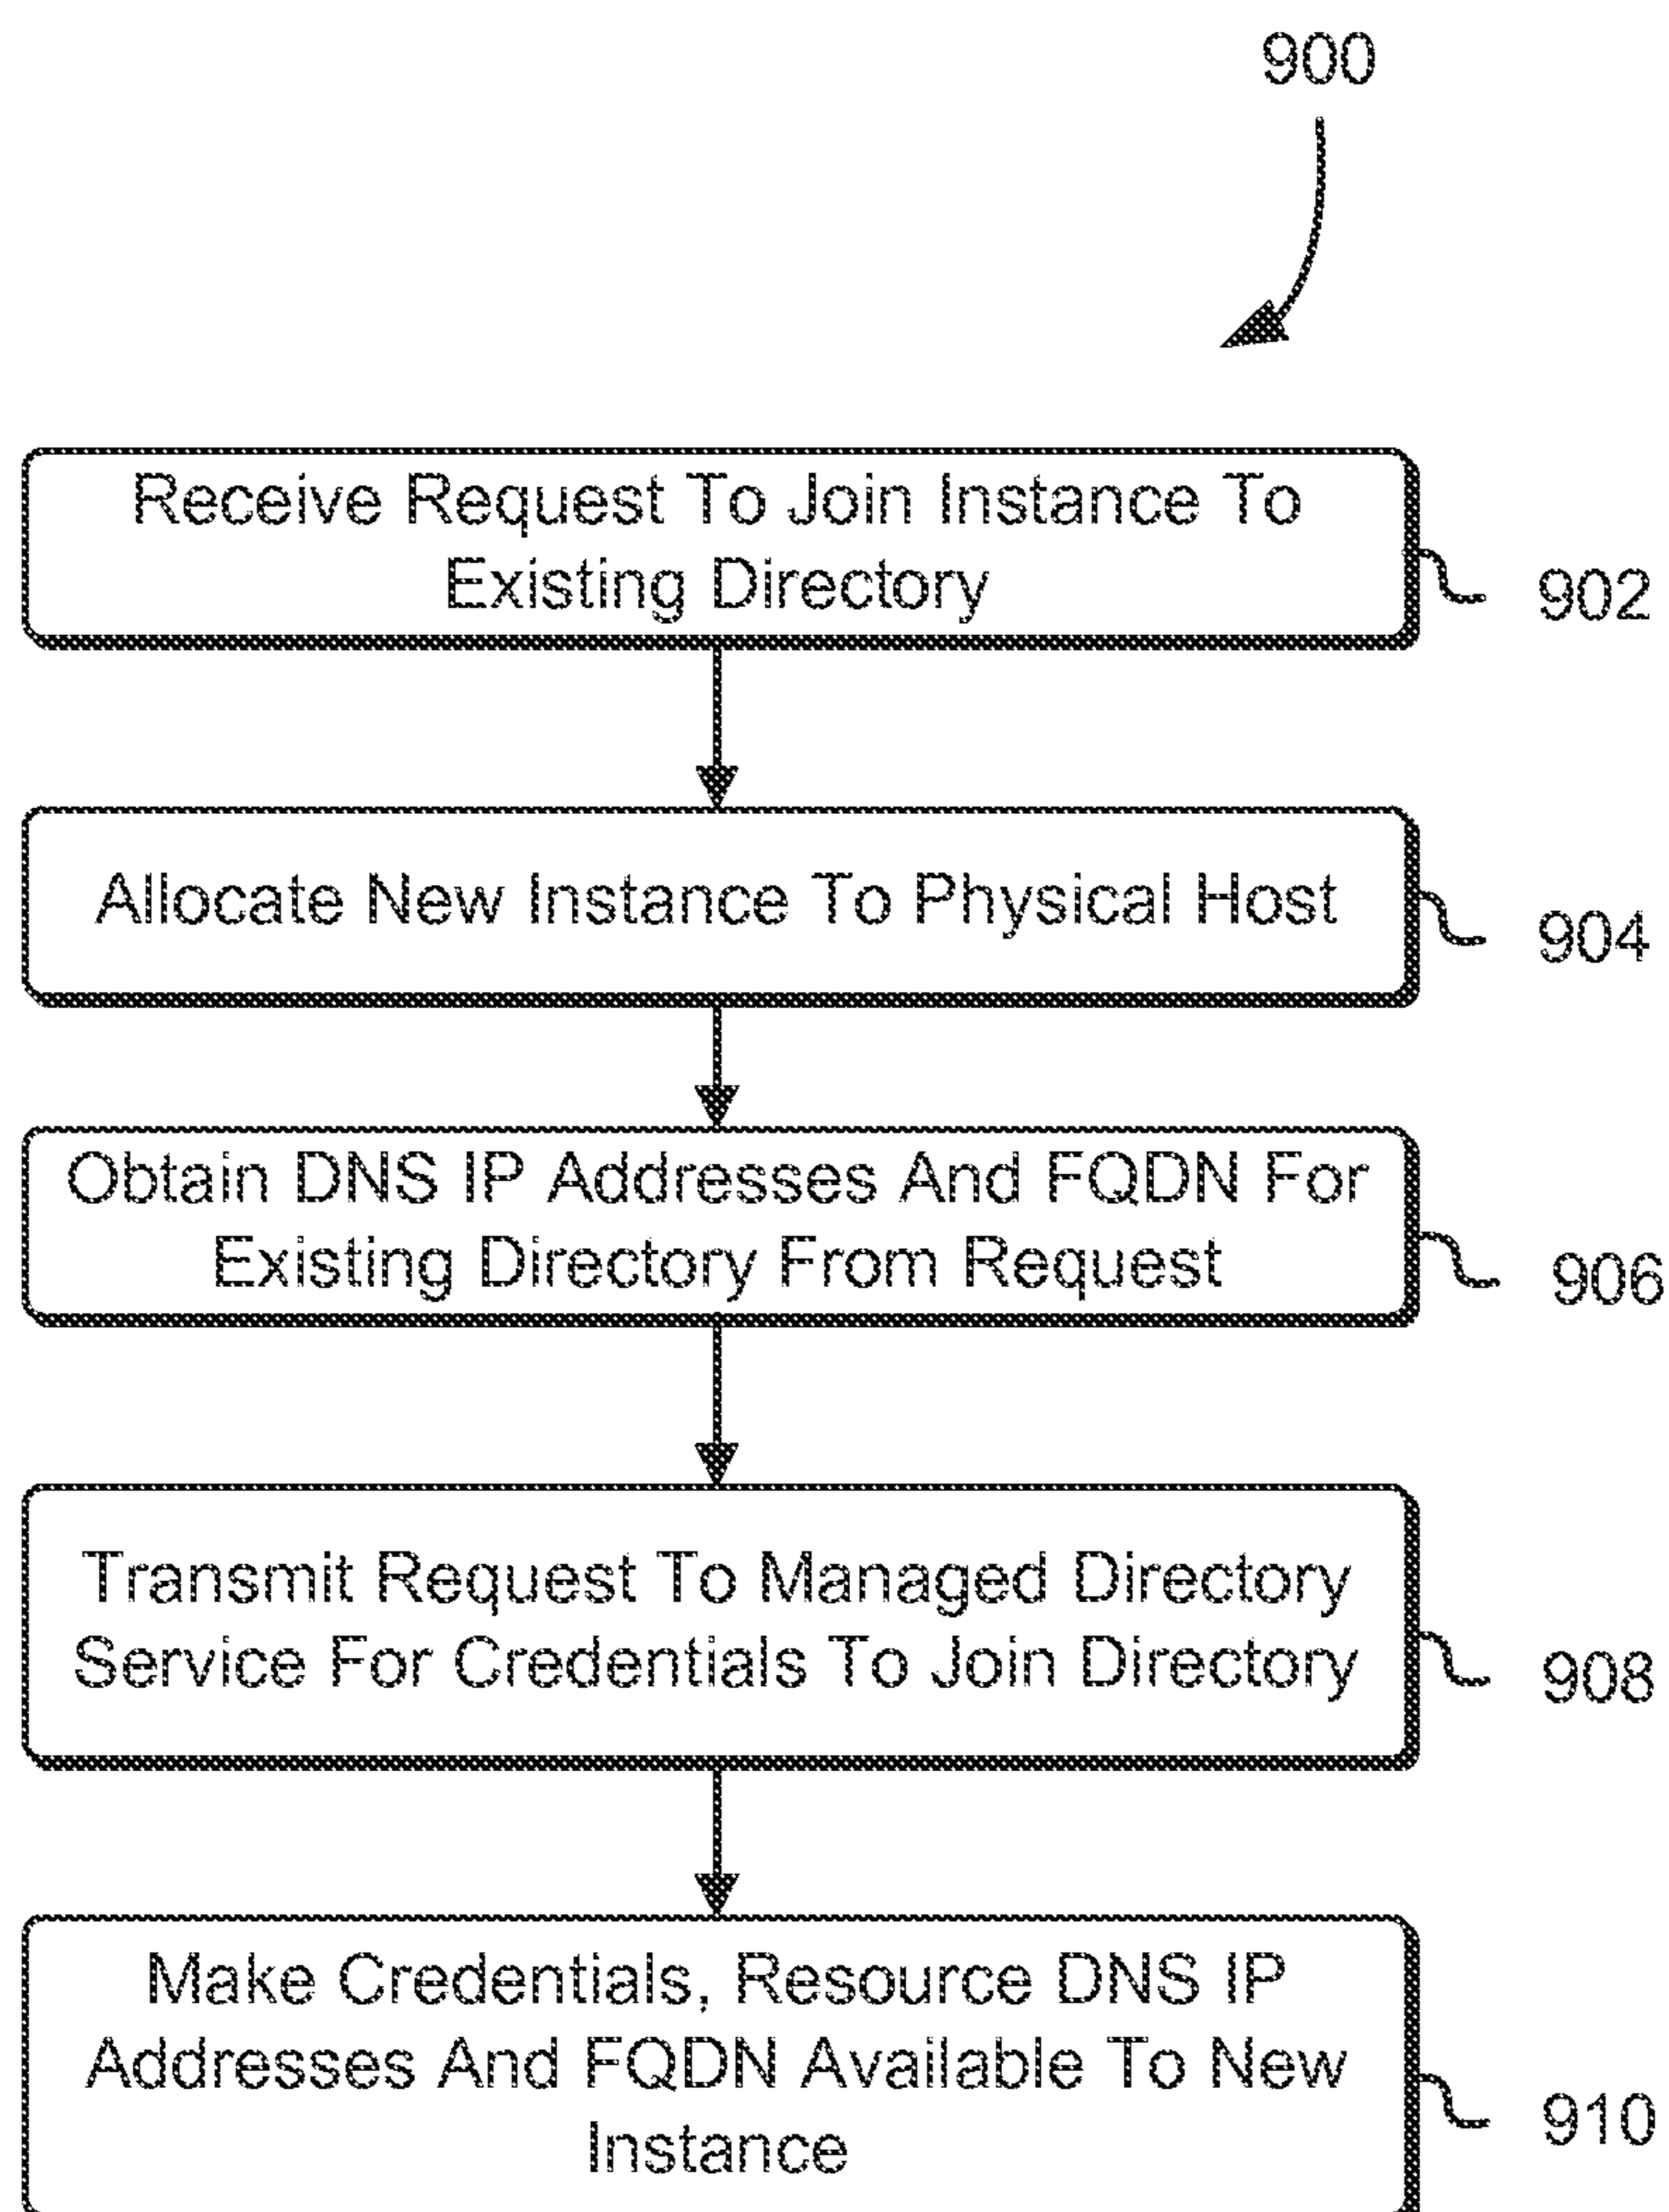 900
Receive Request To Join Instance To
Existing Directory
902
Allocate New Instance To Physical Host
904
Obtain DNS IP Addresses And FQDN For
Existing Directory From Request
906
Transmit Request To Managed Directory
Service For Credentials To Join Directory
908
Make Credentials, Resource DNS IP
Addresses And FQDN Available To New
Instance
910